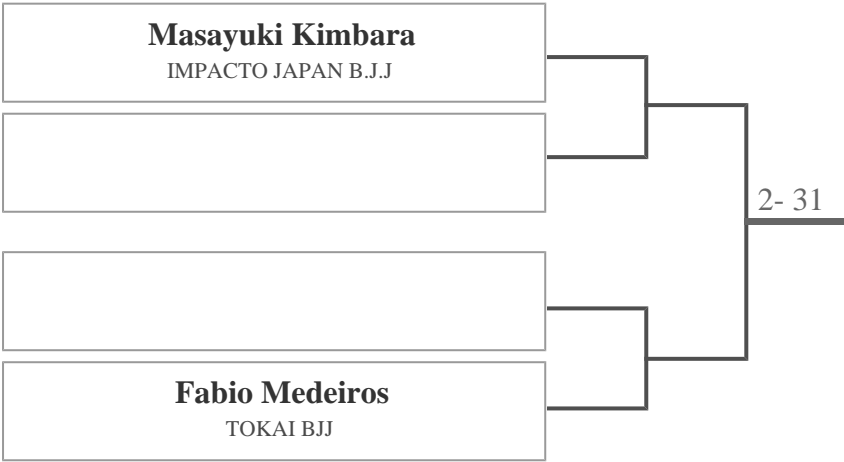 Masayuki Kimbara
IMPACTO JAPAN B.J.J
2- 31
Fabio Medeiros
TOKAI BJJ